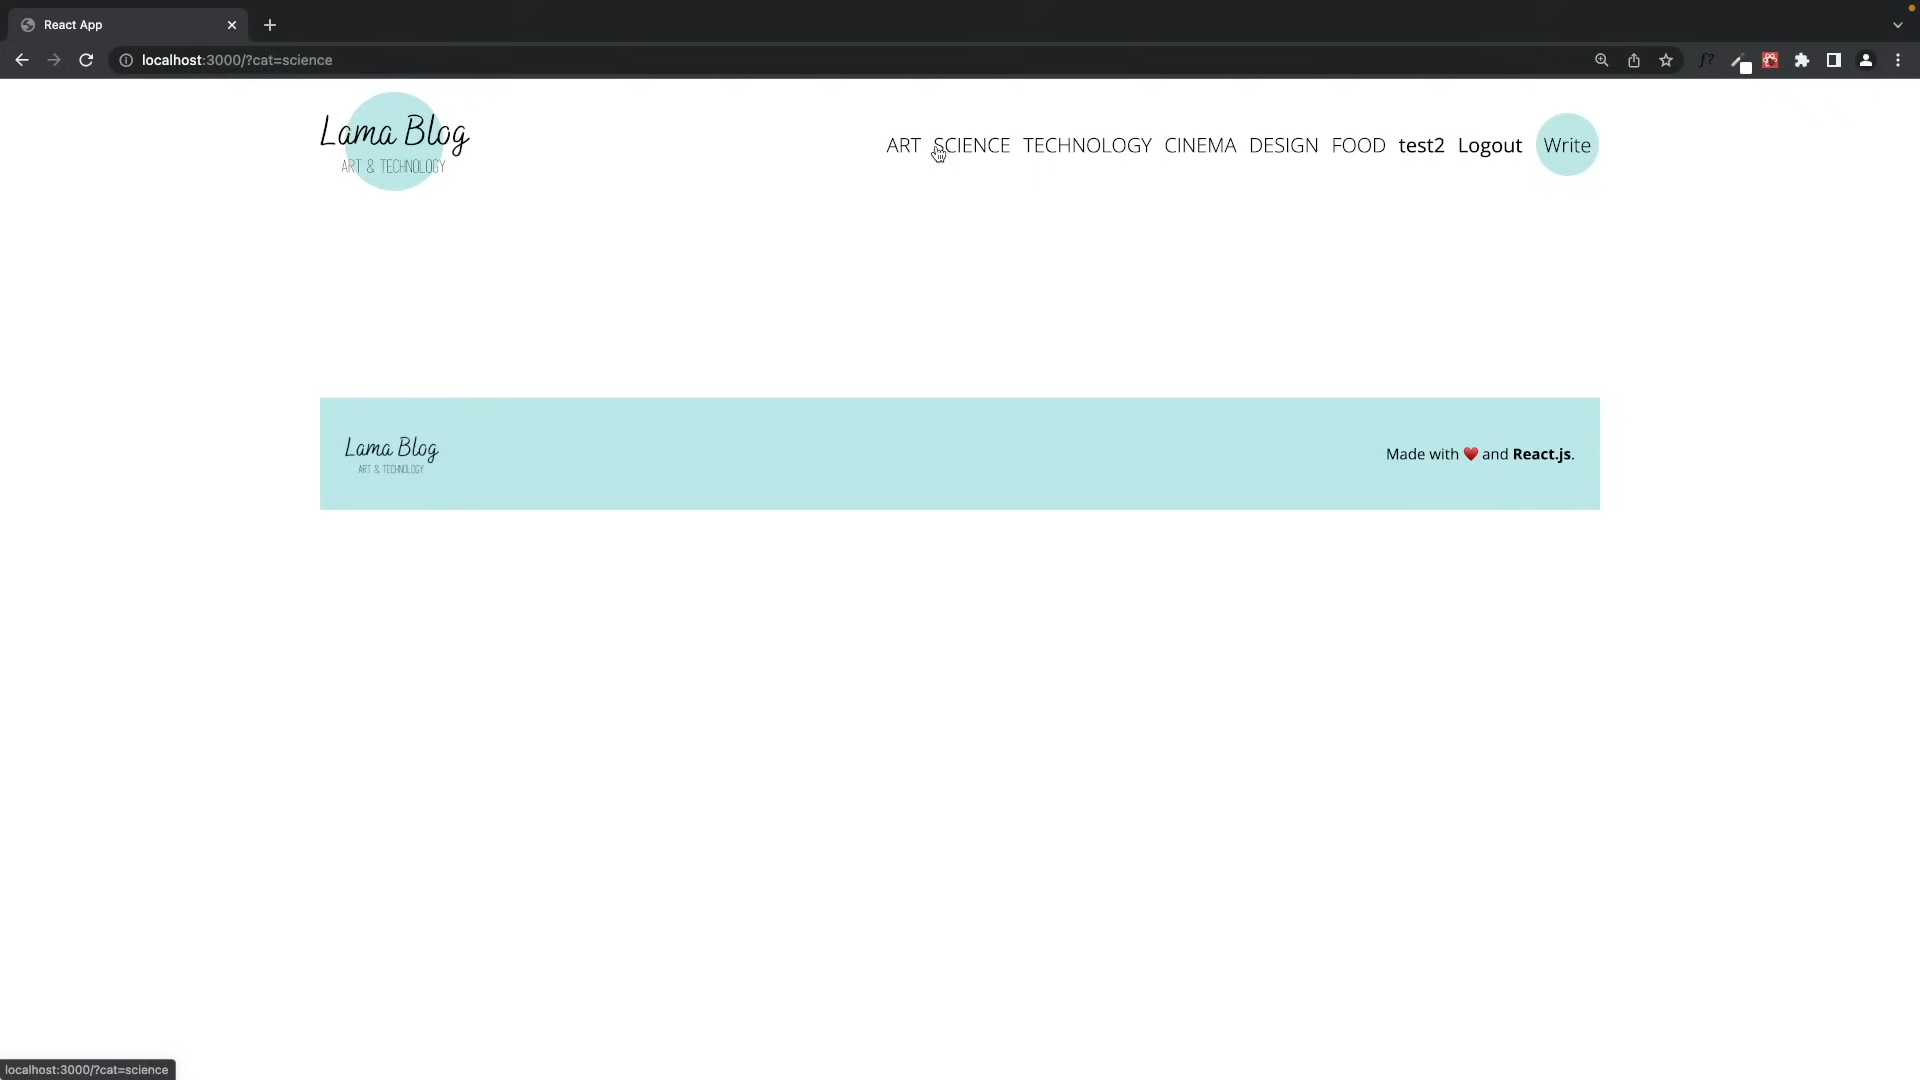 React App
localhost:3000/?cat=science
f?
Lama Blog
ART & TECHNOLOGY
ART SCIENCE TECHNOLOGY CINEMA DESIGN FOOD test2 Logout Write
Lama Blog
ART & TECHNOLOGY
Made with ❤️ and React.js.
localhost:3000/?cat=science